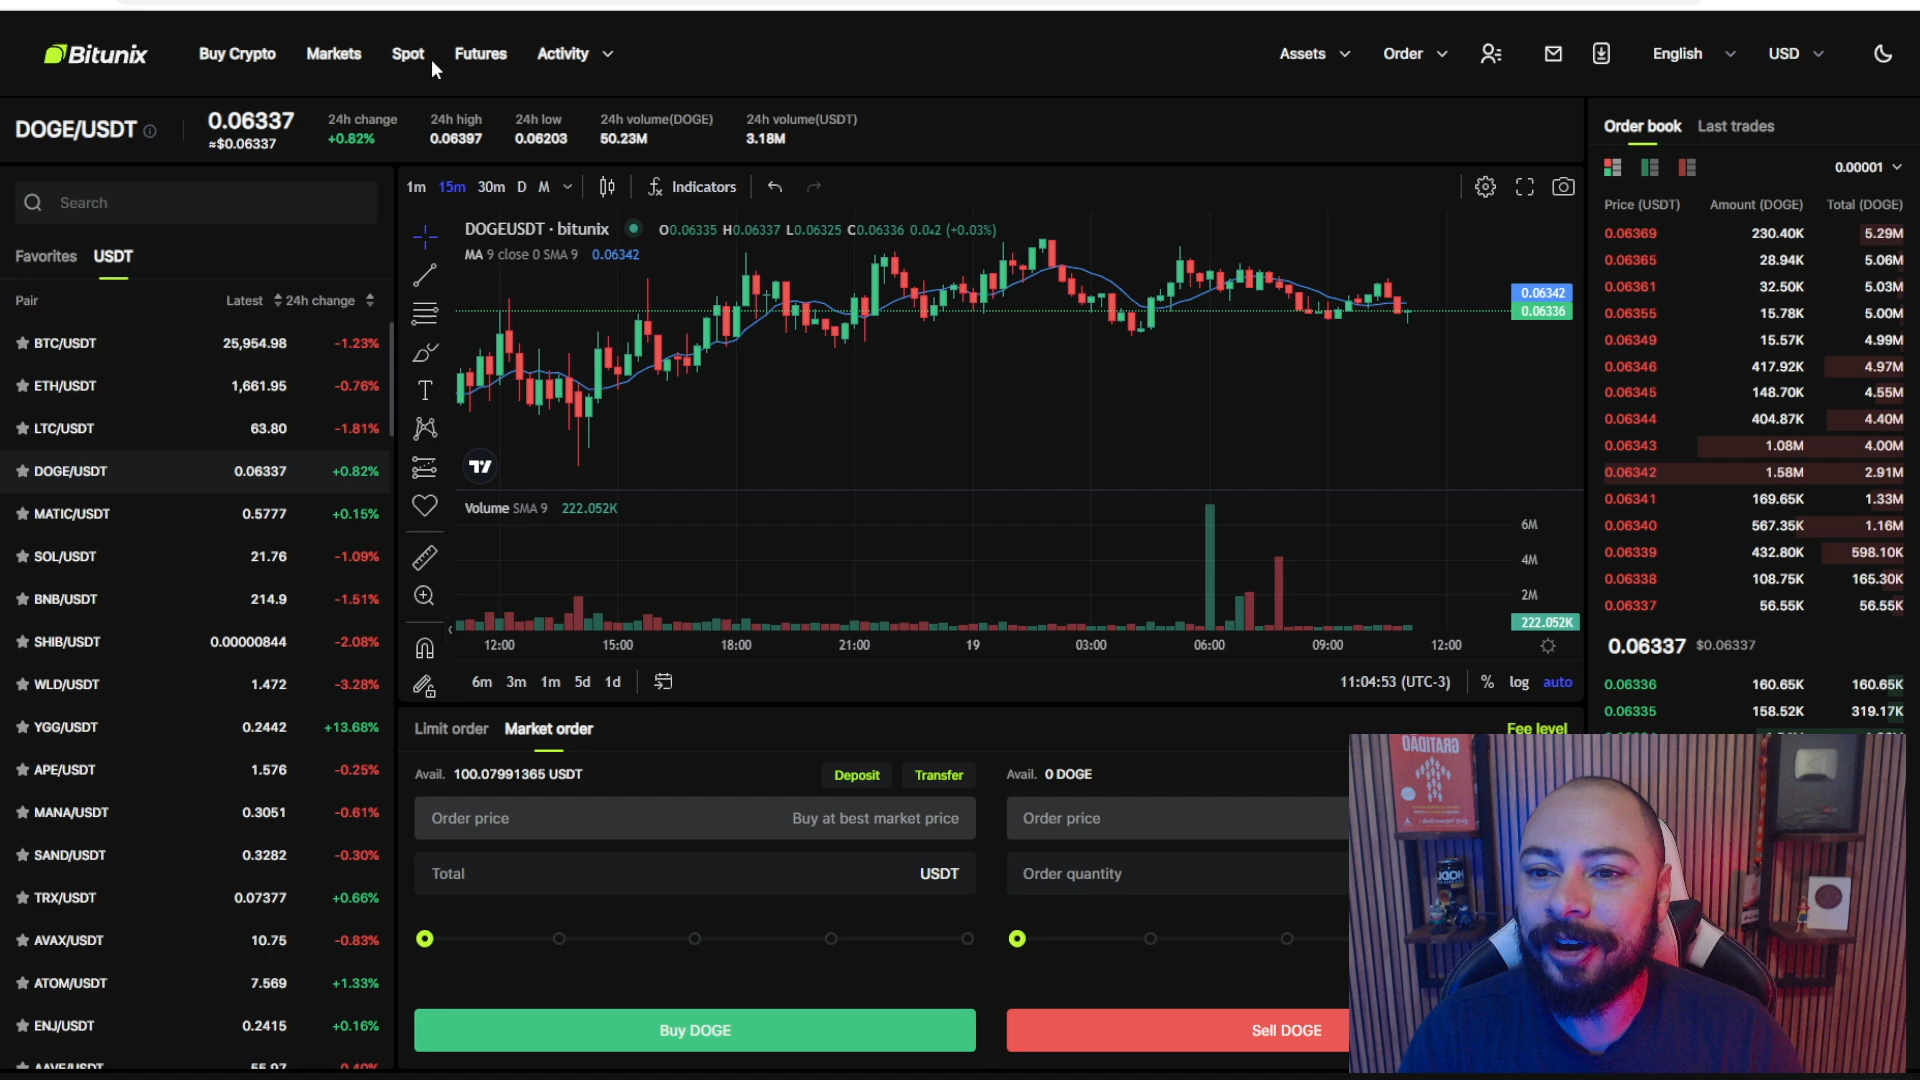 Bitunix Buy Crypto Markets Spot Futures Activity Assets Order English USD
DOGE/USDT 0.06337 ≈$0.06337
24h change +0.82%
24h high 0.06397
24h low 0.06203
24h volume(DOGE) 50.23M
24h volume(USDT) 3.18M
Search
Favorites USDT
Pair Latest 24h change
BTC/USDT 25,954.98 -1.23%
ETH/USDT 1,661.95 -0.76%
LTC/USDT 63.80 -1.81%
DOGE/USDT 0.06337 +0.82%
MATIC/USDT 0.5777 +0.15%
SOL/USDT 21.76 -1.09%
BNB/USDT 214.9 -1.51%
SHIB/USDT 0.00000844 -2.08%
WLD/USDT 1.472 -3.28%
YGG/USDT 0.2442 +13.68%
APE/USDT 1.576 -0.25%
MANA/USDT 0.3051 -0.61%
SAND/USDT 0.3282 -0.30%
TRX/USDT 0.07377 +0.66%
AVAX/USDT 10.75 -0.83%
ATOM/USDT 7.569 +1.33%
ENJ/USDT 0.2415 +0.16%
1m 15m 30m D M Indicators
DOGEUSDT · bitunix O0.06335 H0.06337 L0.06325 C0.06336 0.0₄2 (+0.03%)
MA 9 close 0 SMA 9 0.06342
0.06342
0.06336
Volume SMA 9 222.052K
6M
4M
2M
222.052K
12:00 15:00 18:00 21:00 19 03:00 06:00 09:00 12:00
6m 3m 1m 5d 1d 11:04:53 (UTC-3) % log auto
Limit order Market order Fee level
Avail. 100.07991365 USDT Deposit Transfer
Order price Buy at best market price
Total USDT
Buy DOGE
Avail. 0 DOGE
Order price
Order quantity
Sell DOGE
Order book Last trades
0.00001
Price (USDT) Amount (DOGE) Total (DOGE)
0.06369 230.40K 5.29M
0.06365 28.94K 5.06M
0.06361 32.50K 5.03M
0.06355 15.78K 5.00M
0.06349 15.57K 4.99M
0.06346 417.92K 4.97M
0.06345 148.70K 4.55M
0.06344 404.87K 4.40M
0.06343 1.08M 4.00M
0.06342 1.58M 2.91M
0.06341 169.65K 1.33M
0.06340 567.35K 1.16M
0.06339 432.80K 598.10K
0.06338 108.75K 165.30K
0.06337 56.55K 56.55K
0.06337 $0.06337
0.06336 160.65K 160.65K
0.06335 158.52K 319.17K
GRATIDÃO
HODL